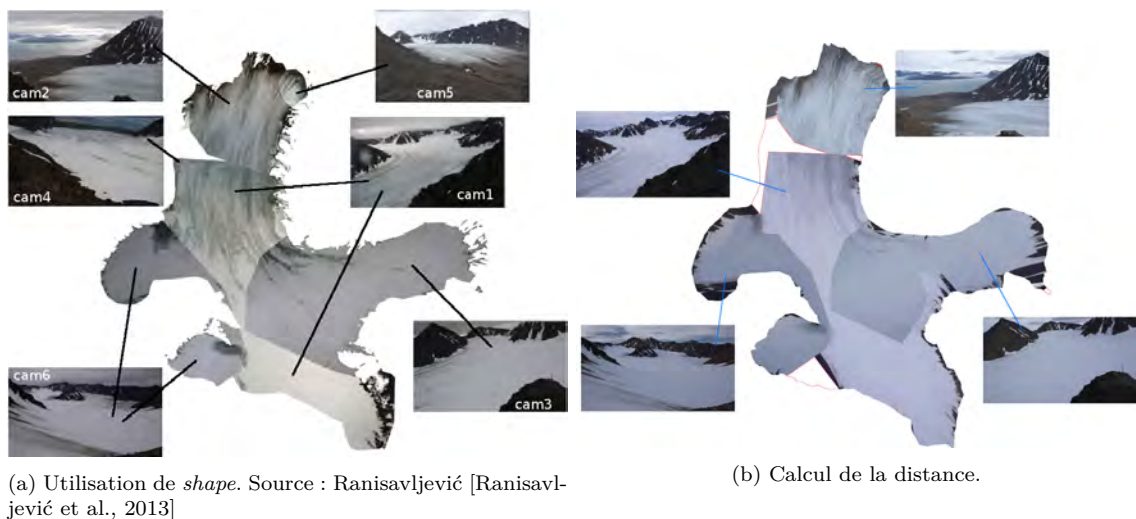 cam2
cam5
cam4
cam1
cam6
cam3
(a) Utilisation de shape. Source : Ranisavljević [Ranisavl-
jević et al., 2013]
(b) Calcul de la distance.